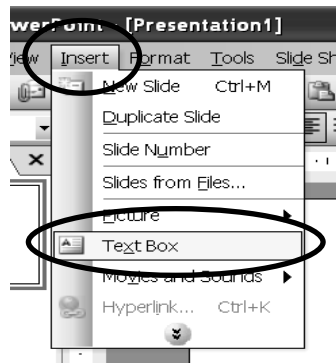 werPoint - [Presentation1]
View Insert Format Tools Slide Sh
New Slide Ctrl+M
Duplicate Slide
Slide Number
Slides from Files...
Picture
Text Box
Movies and Sounds
Hyperlink... Ctrl+K